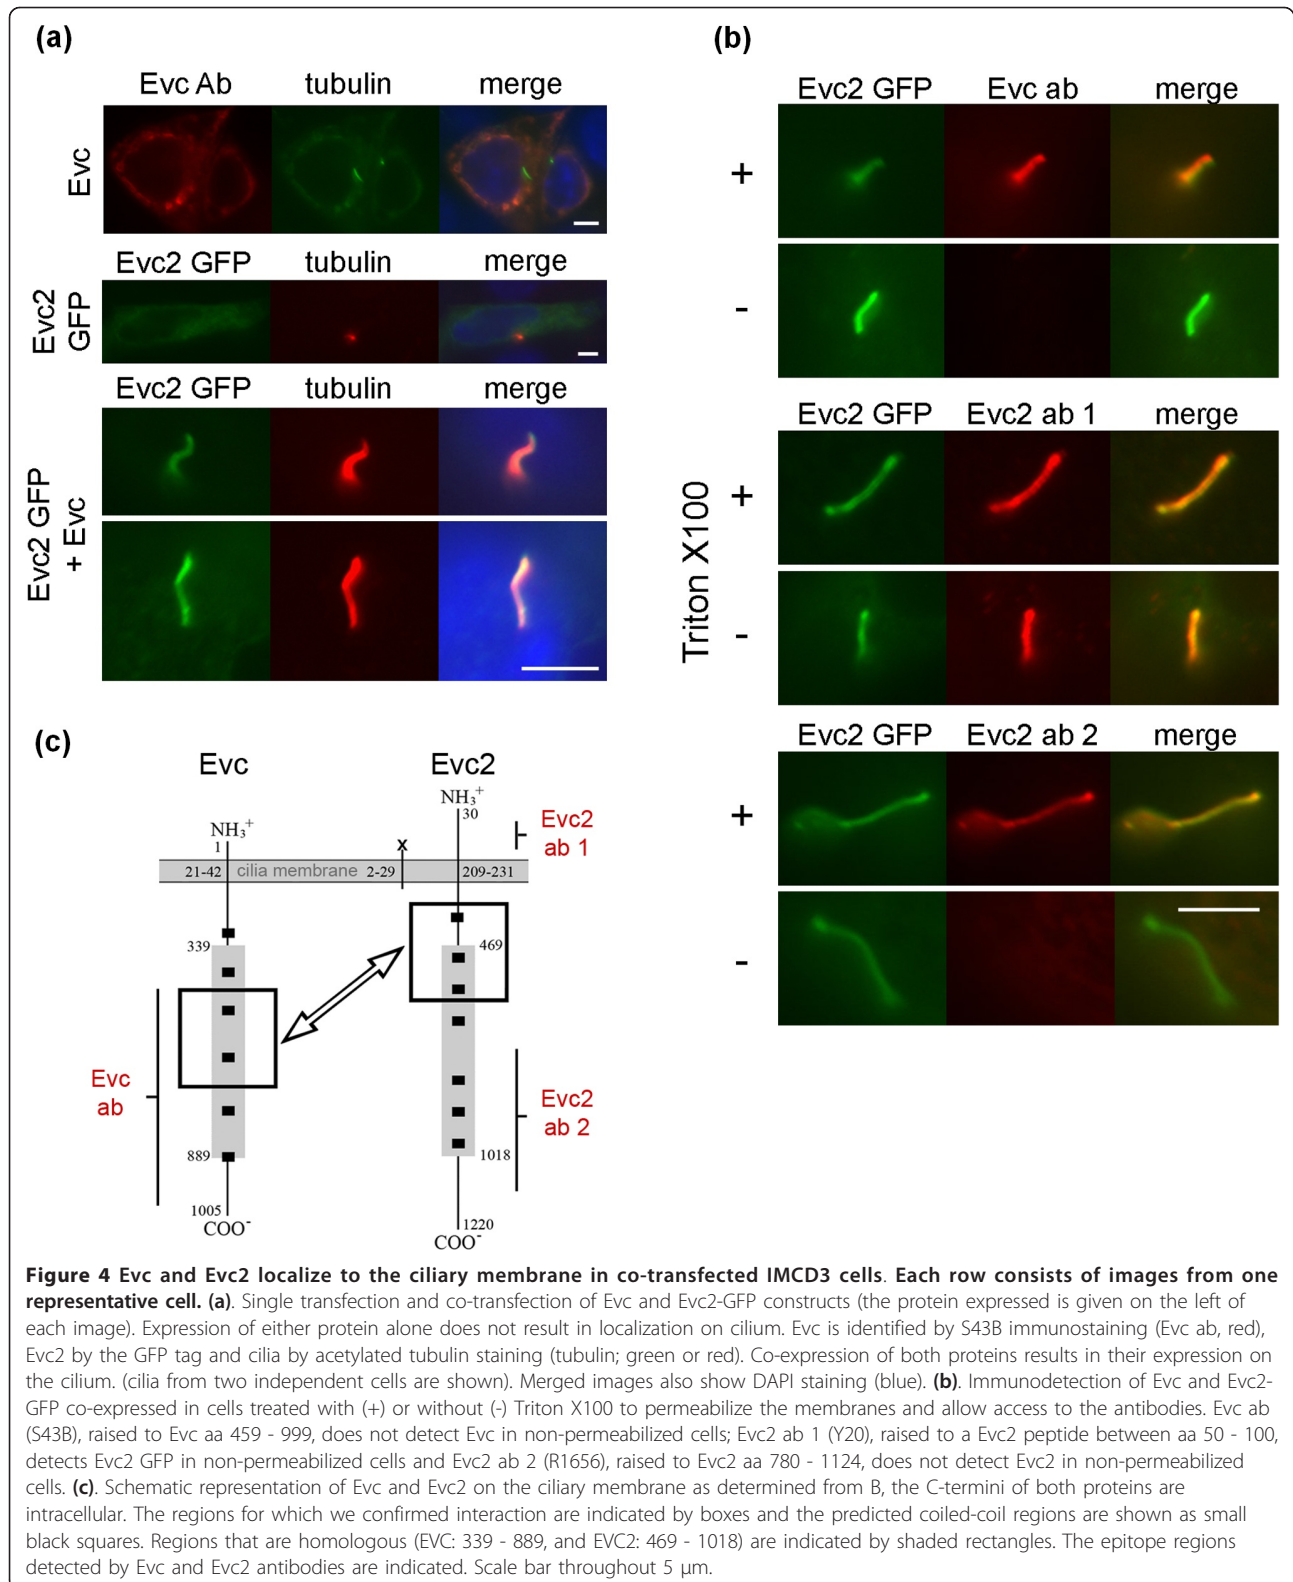 (a)
Evc Ab tubulin merge
Evc
Evc2 GFP tubulin merge
Evc2
GFP
Evc2 GFP tubulin merge
Evc2 GFP
+ Evc
(b)
Evc2 GFP Evc ab merge
+
-
Evc2 GFP Evc2 ab 1 merge
+
-
Triton X100
Evc2 GFP Evc2 ab 2 merge
+
-
(c)
Evc Evc2
NH₃⁺ NH₃⁺
1 30
x
Evc2
ab 1
21-42 cilia membrane 2-29 209-231
339 469
Evc
ab
Evc2
ab 2
889 1018
1005 1220
COO⁻ COO⁻
Figure 4 Evc and Evc2 localize to the ciliary membrane in co-transfected IMCD3 cells. Each row consists of images from one
representative cell. (a). Single transfection and co-transfection of Evc and Evc2-GFP constructs (the protein expressed is given on the left of
each image). Expression of either protein alone does not result in localization on cilium. Evc is identified by S43B immunostaining (Evc ab, red),
Evc2 by the GFP tag and cilia by acetylated tubulin staining (tubulin; green or red). Co-expression of both proteins results in their expression on
the cilium. (cilia from two independent cells are shown). Merged images also show DAPI staining (blue). (b). Immunodetection of Evc and Evc2-
GFP co-expressed in cells treated with (+) or without (-) Triton X100 to permeabilize the membranes and allow access to the antibodies. Evc ab
(S43B), raised to Evc aa 459 - 999, does not detect Evc in non-permeabilized cells; Evc2 ab 1 (Y20), raised to a Evc2 peptide between aa 50 - 100,
detects Evc2 GFP in non-permeabilized cells and Evc2 ab 2 (R1656), raised to Evc2 aa 780 - 1124, does not detect Evc2 in non-permeabilized
cells. (c). Schematic representation of Evc and Evc2 on the ciliary membrane as determined from B, the C-termini of both proteins are
intracellular. The regions for which we confirmed interaction are indicated by boxes and the predicted coiled-coil regions are shown as small
black squares. Regions that are homologous (EVC: 339 - 889, and EVC2: 469 - 1018) are indicated by shaded rectangles. The epitope regions
detected by Evc and Evc2 antibodies are indicated. Scale bar throughout 5 μm.